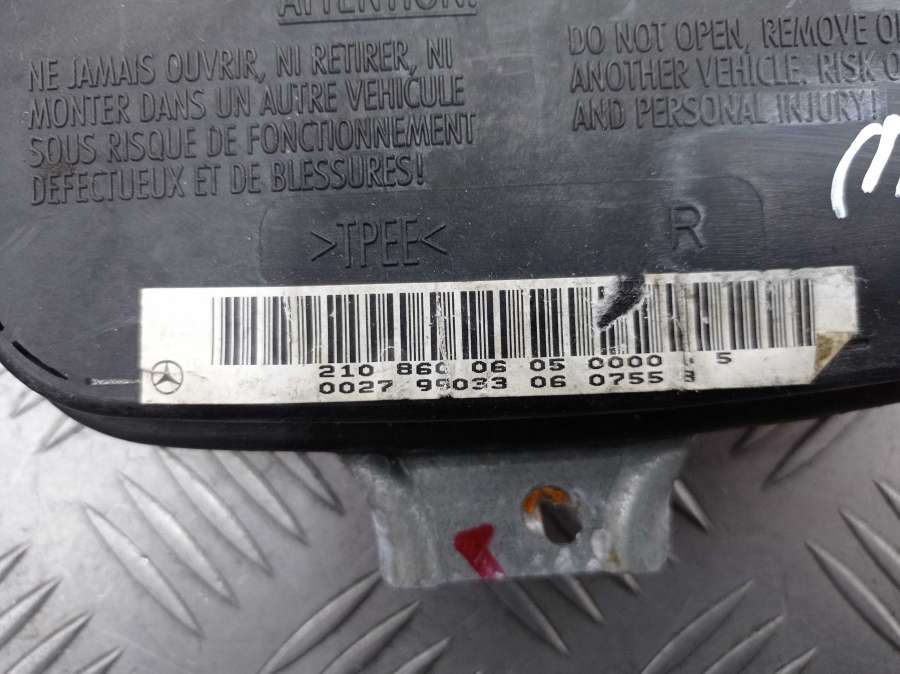 ATTENTION!
NE JAMAIS OUVRIR, NI RETIRER, NI
MONTER DANS UN AUTRE VEHICULE
SOUS RISQUE DE FONCTIONNEMENT
DEFECTUEUX ET DE BLESSURES!
DO NOT OPEN, REMOVE O
ANOTHER VEHICLE. RISK O
AND PERSONAL INJURY!
>TPEE<
R
210 860 06 05 0000 5
0027 99033 06 0755